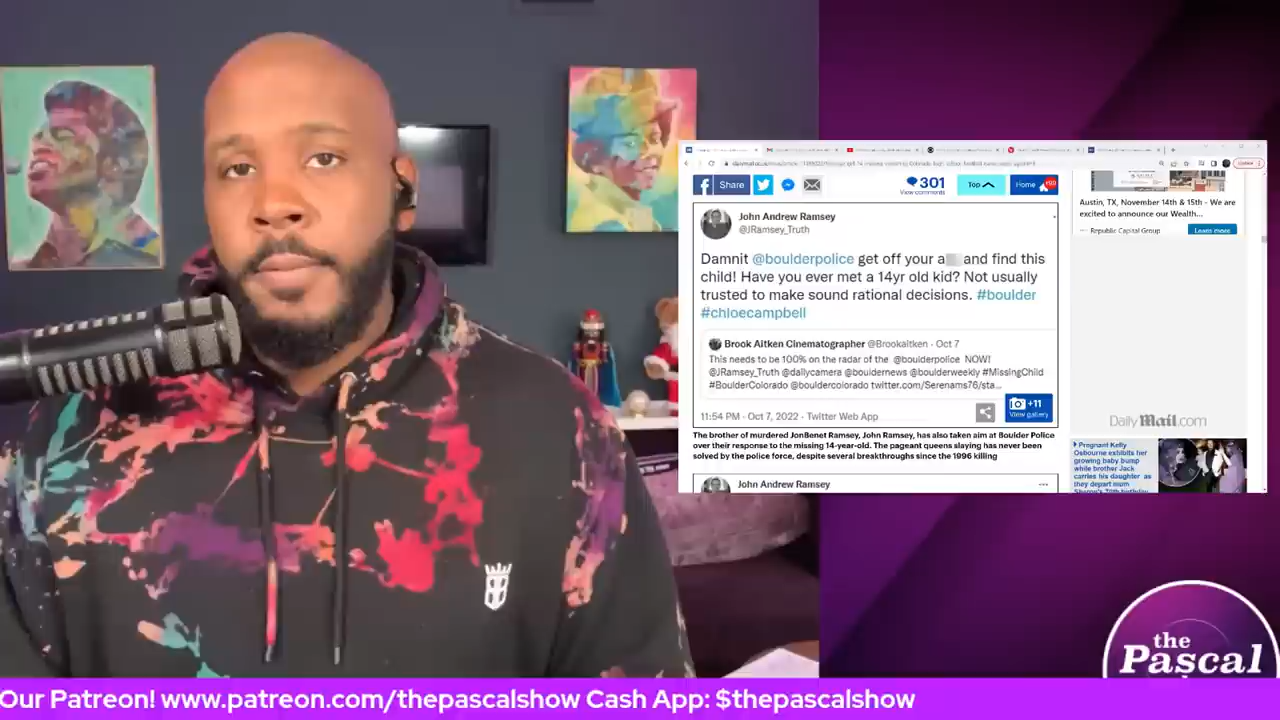 Share
301
View comments
Top
Home
John Andrew Ramsey
@JRamsey_Truth
Damnit @boulderpolice get off your a and find this
child! Have you ever met a 14yr old kid? Not usually
trusted to make sound rational decisions. #boulder
#chloecampbell
Brook Aitken Cinematographer @Brookaitken · Oct 7
This needs to be 100% on the radar of the @boulderpolice NOW!
@JRamsey_Truth @dailycamera @bouldernews @boulderweekly #MissingChild
#BoulderColorado @bouldercolorado twitter.com/Serenams76/sta...
11:54 PM · Oct 7, 2022 · Twitter Web App
+11
View gallery
The brother of murdered JonBenet Ramsey, John Ramsey, has also taken aim at Boulder Police
over their response to the missing 14-year-old. The pageant queens slaying has never been
solved by the police force, despite several breakthroughs since the 1996 killing
John Andrew Ramsey
Austin, TX, November 14th & 15th - We are
excited to announce our Wealth...
Republic Capital Group
Learn more
DailyMail.com
Pregnant Kelly
Osbourne exhibits her
growing baby bump
while brother Jack
carries his daughter as
they depart mum
Sharon's 70th birthday
the
Pascal
Our Patreon! www.patreon.com/thepascalshow Cash App: $thepascalshow